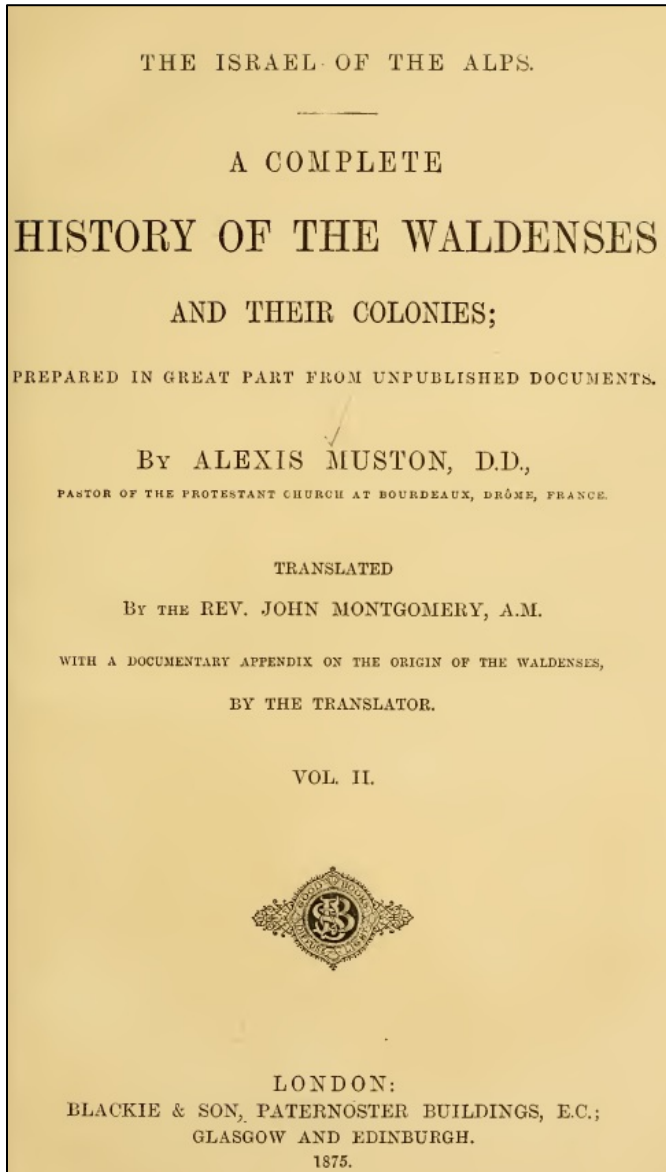 THE ISRAEL OF THE ALPS.
A COMPLETE
HISTORY OF THE WALDENSES
AND THEIR COLONIES;
PREPARED IN GREAT PART FROM UNPUBLISHED DOCUMENTS.
BY ALEXIS MUSTON, D.D.,
PASTOR OF THE PROTESTANT CHURCH AT BOURDEAUX, DRÔME, FRANCE.
TRANSLATED
BY THE REV. JOHN MONTGOMERY, A.M.
WITH A DOCUMENTARY APPENDIX ON THE ORIGIN OF THE WALDENSES,
BY THE TRANSLATOR.
VOL. II.
GOOD BOOKS
LONDON:
BLACKIE & SON, PATERNOSTER BUILDINGS, E.C.;
GLASGOW AND EDINBURGH.
1875.